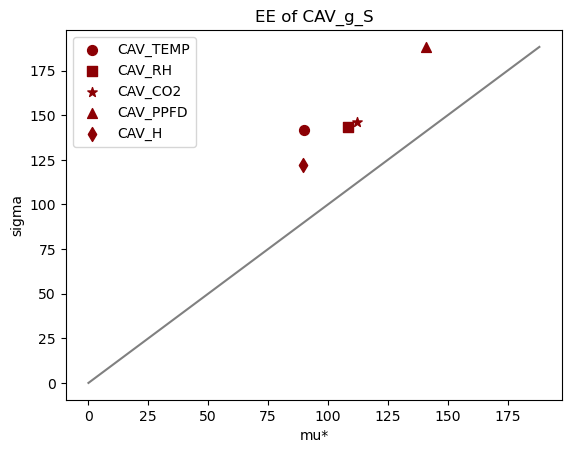 EE of CAV_g_S
CAV_TEMP
CAV_RH
CAV_CO2
CAV_PPFD
CAV_H
175
150
125
100
75
50
25
0
sigma
0 25 50 75 100 125 150 175
mu*